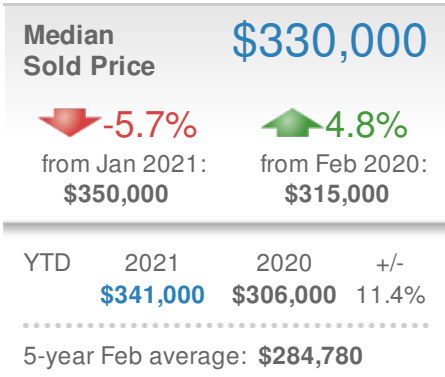 Median
Sold Price
$330,000
-5.7%
from Jan 2021:
$350,000
4.8%
from Feb 2020:
$315,000
YTD 2021 2020 +/-
$341,000 $306,000 11.4%
5-year Feb average: $284,780